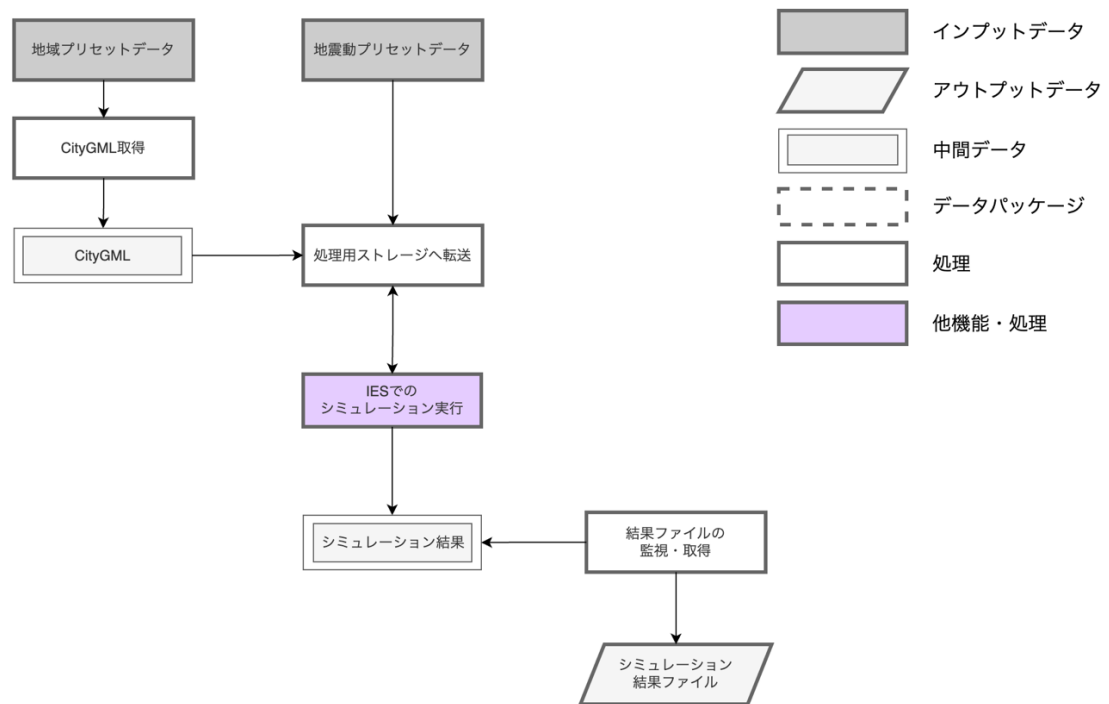 地域プリセットデータ
地震動プリセットデータ
CityGML取得
CityGML
処理用ストレージへ転送
IESでの
シミュレーション実行
シミュレーション結果
結果ファイルの
監視・取得
シミュレーション
結果ファイル
インプットデータ
アウトプットデータ
中間データ
データパッケージ
処理
他機能・処理